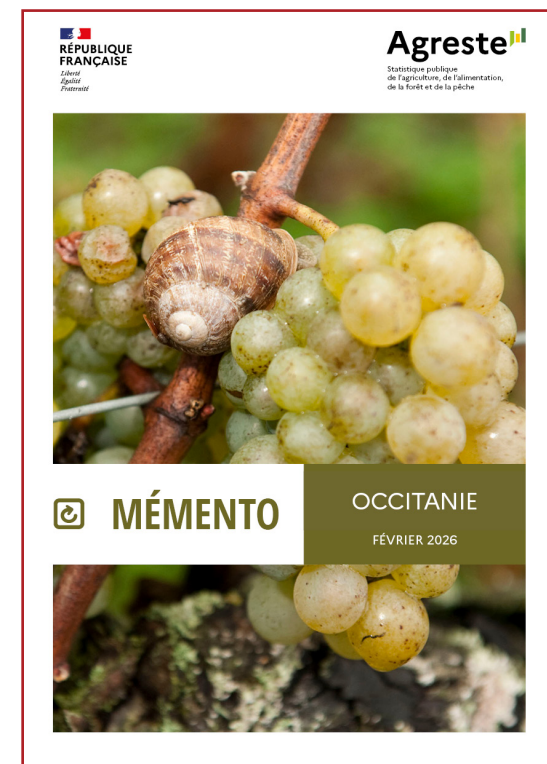 RÉPUBLIQUE
FRANÇAISE
Liberté
Égalité
Fraternité
Agreste
Statistique publique
de l'agriculture, de l'alimentation,
de la forêt et de la pêche
MÉMENTO
OCCITANIE
FÉVRIER 2026